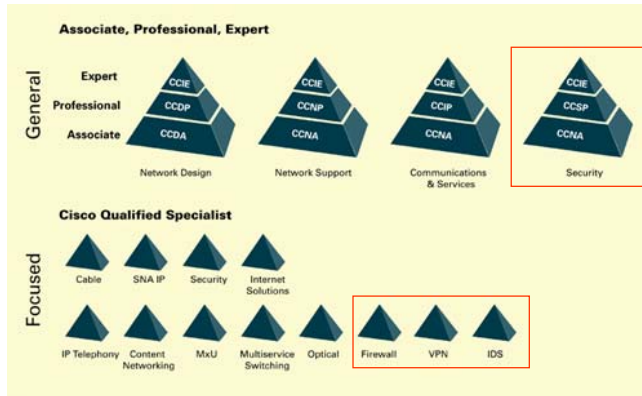 Associate, Professional, Expert
General
Expert
Professional
Associate
CCIE
CCDP
CCDA
Network Design
CCIE
CCNP
CCNA
Network Support
CCIE
CCIP
CCNA
Communications
& Services
CCIE
CCSP
CCNA
Security
Focused
Cisco Qualified Specialist
Cable
SNA IP
Security
Internet
Solutions
IP Telephony
Content
Networking
MxU
Multiservice
Switching
Optical
Firewall
VPN
IDS